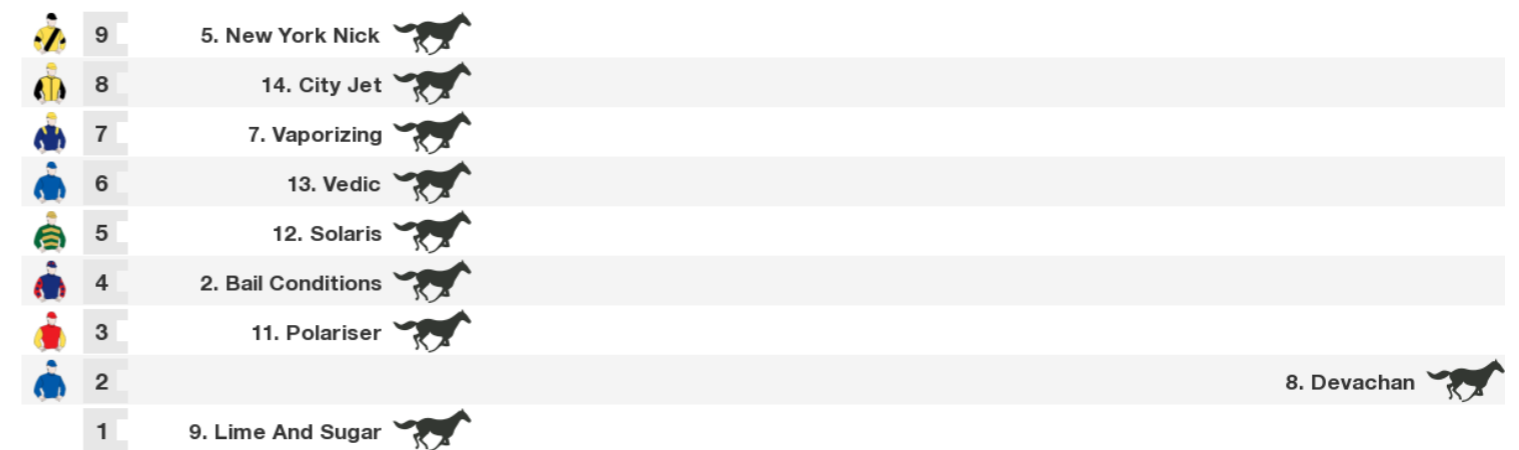 9 5. New York Nick
8 14. City Jet
7 7. Vaporizing
6 13. Vedic
5 12. Solaris
4 2. Bail Conditions
3 11. Polariser
2 8. Devachan
1 9. Lime And Sugar